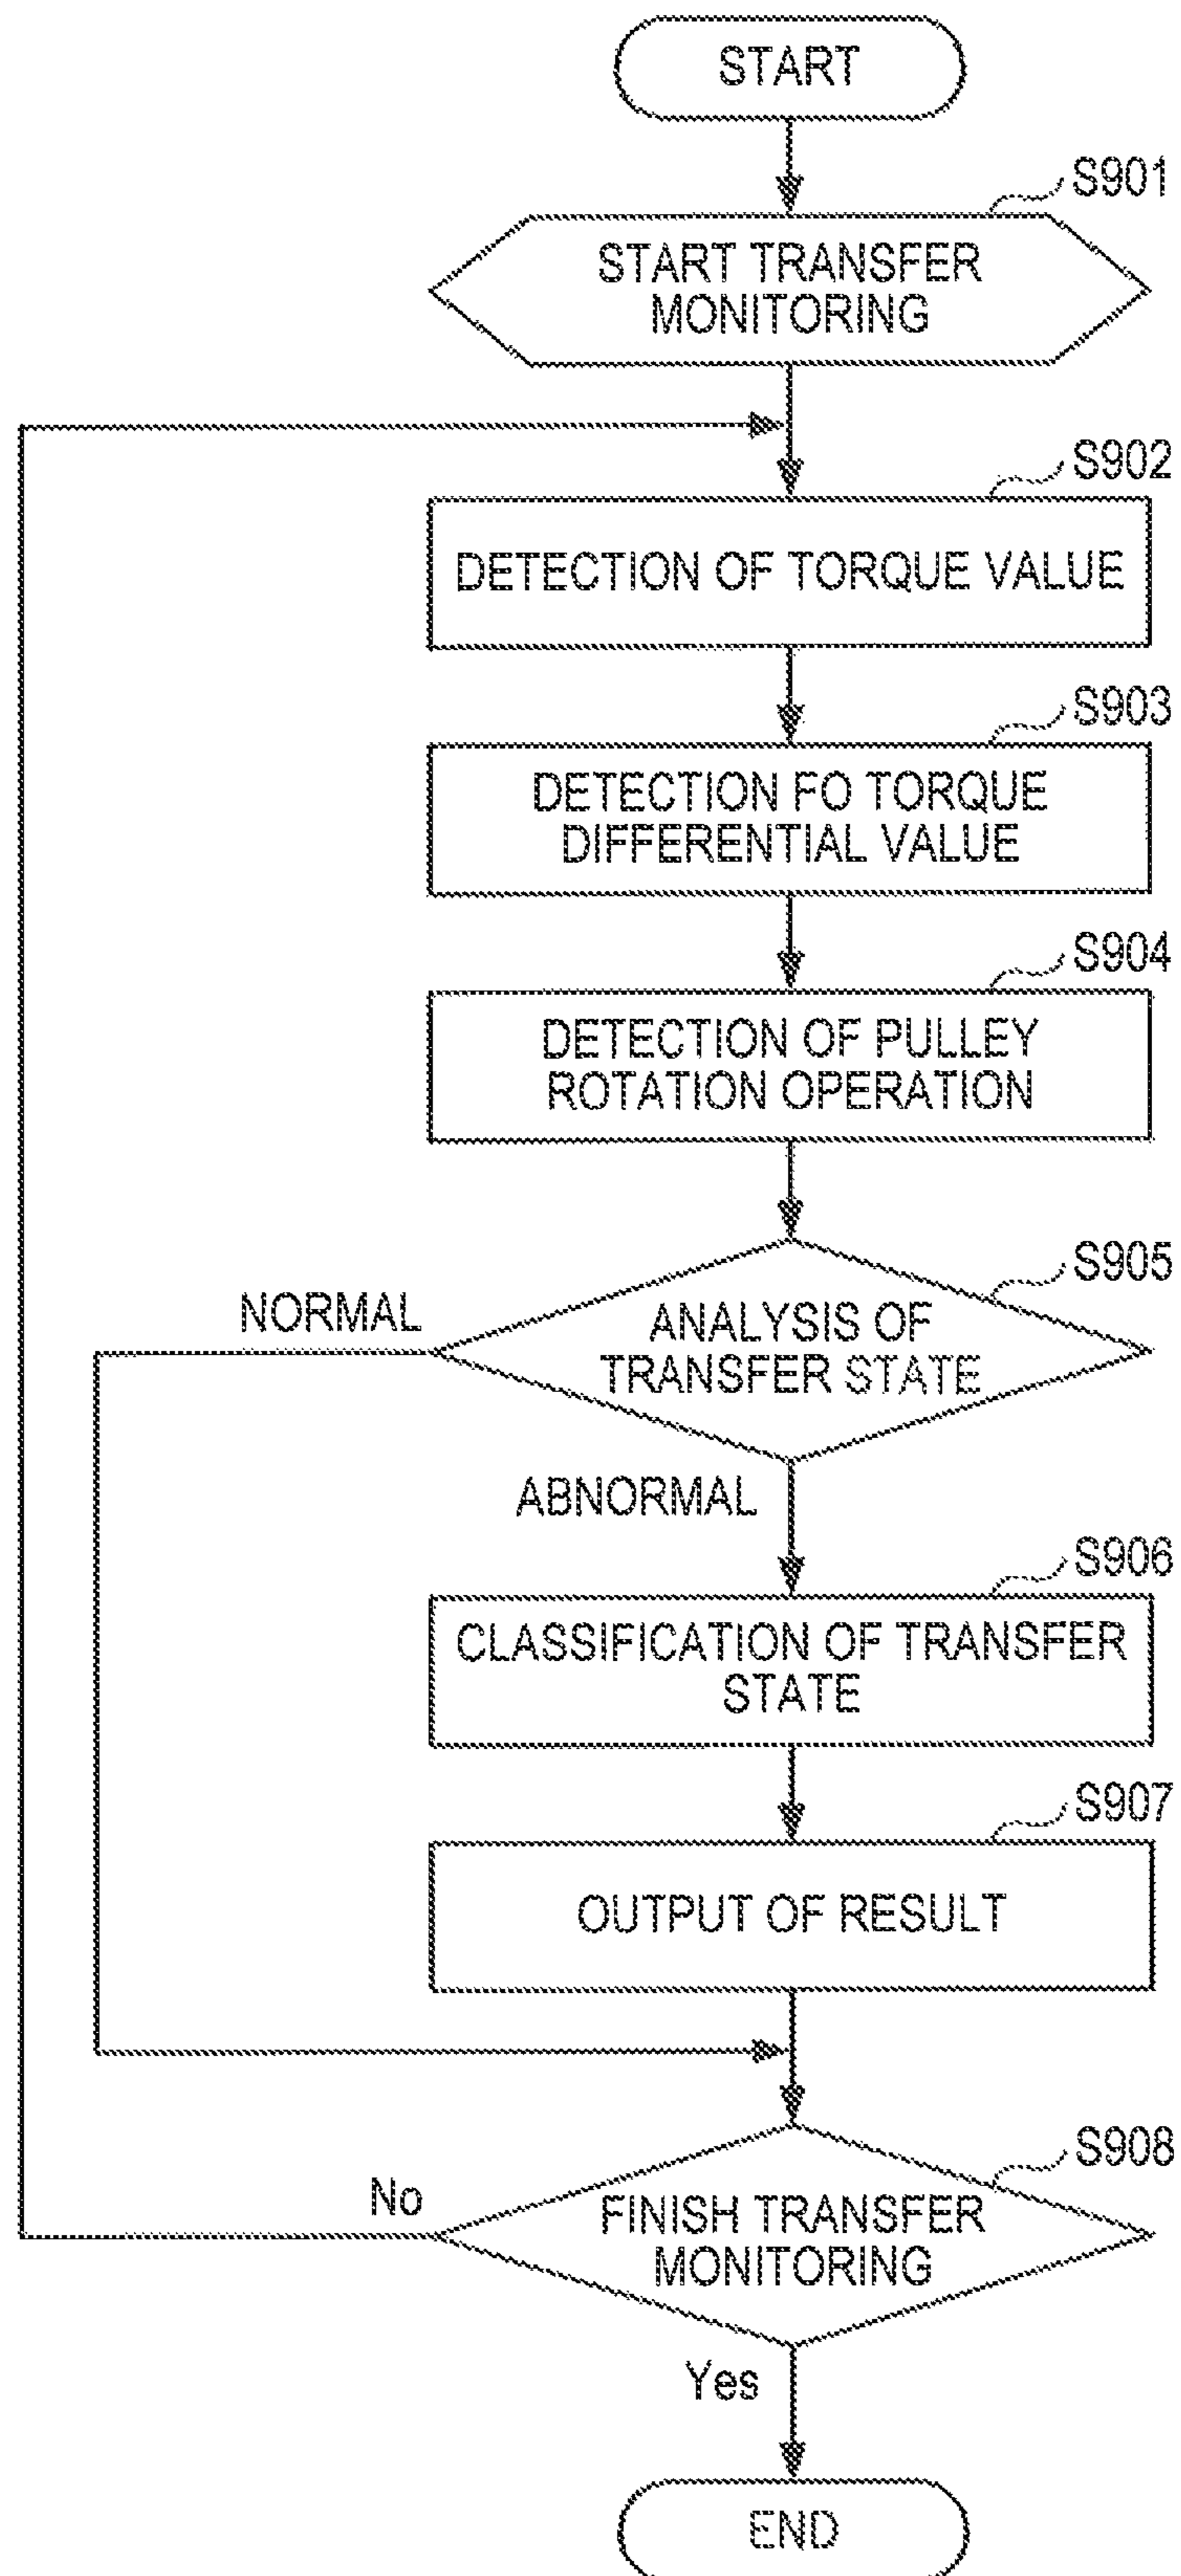 START
S901
START TRANSFER
MONITORING
S902
DETECTION OF TORQUE VALUE
S903
DETECTION FO TORQUE
DIFFERENTIAL VALUE
S904
DETECTION OF PULLEY
ROTATION OPERATION
S905
NORMAL
ANALYSIS OF
TRANSFER STATE
ABNORMAL
S906
CLASSIFICATION OF TRANSFER
STATE
S907
OUTPUT OF RESULT
S908
No
FINISH TRANSFER
MONITORING
Yes
END